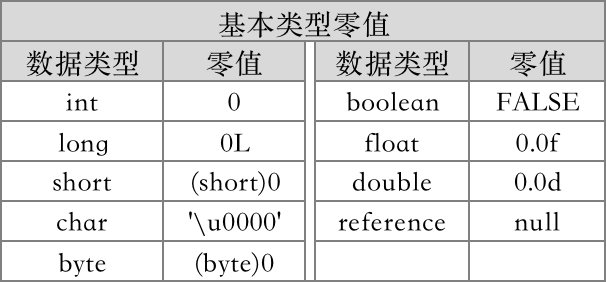 基本类型零值
数据类型 零值 数据类型 零值
int 0 boolean FALSE
long 0L float 0.0f
short (short)0 double 0.0d
char '\u0000' reference null
byte (byte)0